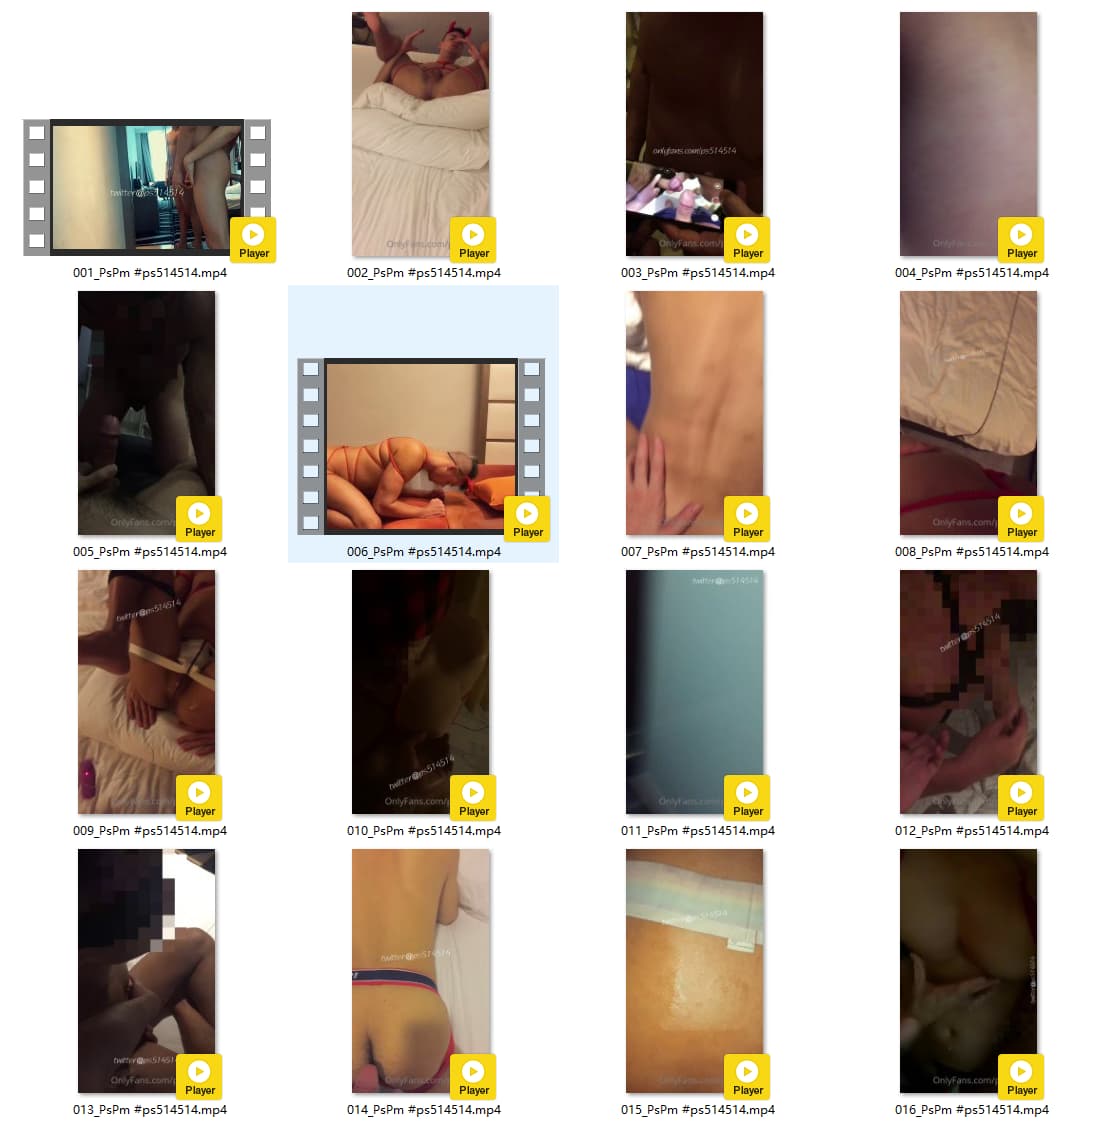 twitter@ps514514
Player
001_PsPm #ps514514.mp4
OnlyFans.com/p
Player
002_PsPm #ps514514.mp4
onlyfans.com/ps514514
OnlyFans.com/
Player
003_PsPm #ps514514.mp4
OnlyFans.com/p
Player
004_PsPm #ps514514.mp4
OnlyFans.com/p
Player
005_PsPm #ps514514.mp4
Player
006_PsPm #ps514514.mp4
OnlyFans.com/
Player
007_PsPm #ps514514.mp4
OnlyFans.com/p
Player
008_PsPm #ps514514.mp4
twitter@ps514514
Player
009_PsPm #ps514514.mp4
twitter@ps514514
OnlyFans.com/p
Player
010_PsPm #ps514514.mp4
twitter@ps514514
OnlyFans.com/
Player
011_PsPm #ps514514.mp4
twitter@ps514514
OnlyFans.com/p
Player
012_PsPm #ps514514.mp4
twitter@ps51451
OnlyFans.com/p
Player
013_PsPm #ps514514.mp4
twitter@ps514514
OnlyFans.com/p
Player
014_PsPm #ps514514.mp4
twitter@ps514514
OnlyFans.com/
Player
015_PsPm #ps514514.mp4
twitter@ps514514
OnlyFans.com/p
Player
016_PsPm #ps514514.mp4